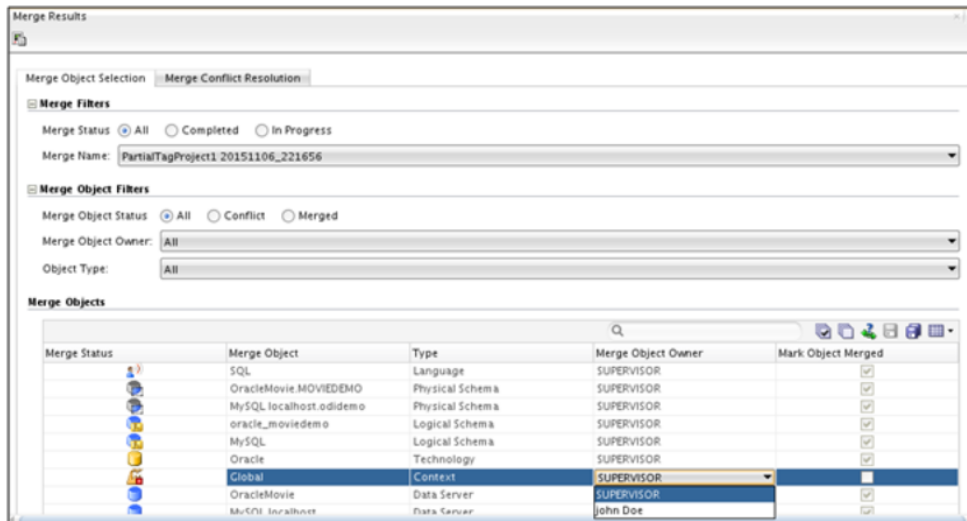 Merge Results
Merge Object Selection Merge Conflict Resolution
Merge Filters
Merge Status All Completed In Progress
Merge Name: PartialTagProject1 20151106_221656
Merge Object Filters
Merge Object Status All Conflict Merged
Merge Object Owner: All
Object Type: All
Merge Objects
Merge Status Merge Object Type Merge Object Owner Mark Object Merged
SQL Language SUPERVISOR
OracleMovie.MOVIEDEMO Physical Schema SUPERVISOR
MySQL localhost.odidemo Physical Schema SUPERVISOR
oracle_moviedemo Logical Schema SUPERVISOR
MySQL Logical Schema SUPERVISOR
Oracle Technology SUPERVISOR
Global Context SUPERVISOR
OracleMovie Data Server SUPERVISOR
MySQL localhost Data Server john Doe